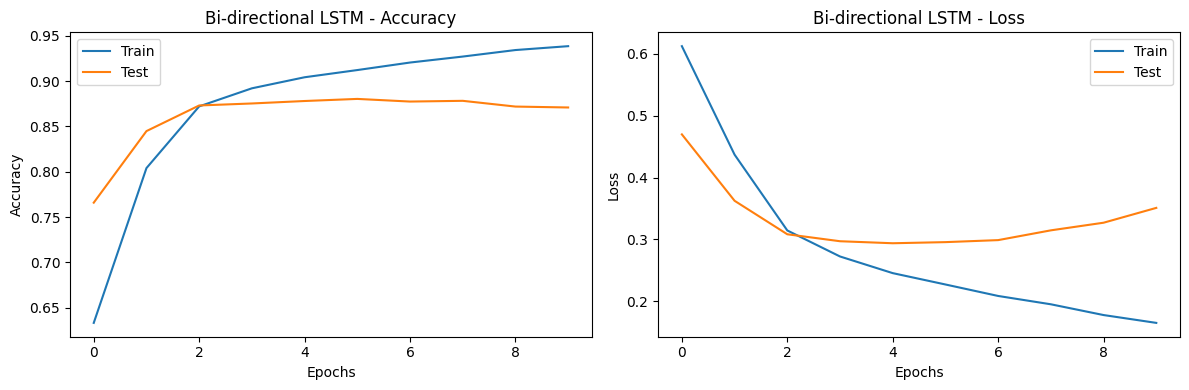 Bi-directional LSTM - Accuracy
0.95
0.90
0.85
0.80
0.75
0.70
0.65
Accuracy
Train
Test
0 2 4 6 8
Epochs
Bi-directional LSTM - Loss
0.6
0.5
0.4
0.3
0.2
Loss
Train
Test
0 2 4 6 8
Epochs